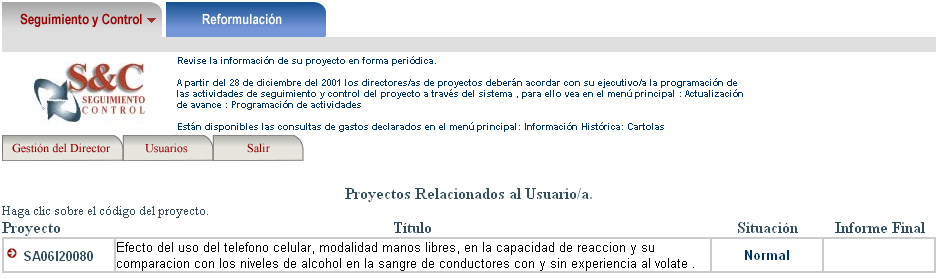 Seguimiento y Control
Reformulación
Revise la información de su proyecto en forma periódica.
A partir del 28 de diciembre del 2001 los directores/as de proyectos deberán acordar con su ejecutivo/a la programación de
las actividades de seguimiento y control del proyecto a través del sistema , para ello vea en el menú principal : Actualización
de avance : Programación de actividades
Están disponibles las consultas de gastos declarados en el menú principal: Información Histórica: Cartolas
S&C
SEGUIMIENTO
CONTROL
Gestión del Director
Usuarios
Salir
Proyectos Relacionados al Usuario/a.
Haga clic sobre el código del proyecto.
Proyecto Título Situación Informe Final
SA06I20080
Efecto del uso del telefono celular, modalidad manos libres, en la capacidad de reaccion y su
comparacion con los niveles de alcohol en la sangre de conductores con y sin experiencia al volate .
Normal